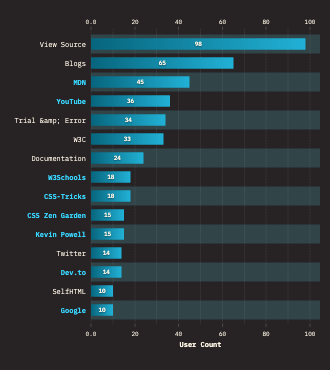 0.0 20 40 60 80 100
View Source 98
Blogs 65
MDN 45
YouTube 36
Trial &amp; Error 34
W3C 33
Documentation 24
W3Schools 18
CSS-Tricks 18
CSS Zen Garden 15
Kevin Powell 15
Twitter 14
Dev.to 14
SelfHTML 10
Google 10
0.0 20 40 60 80 100
User Count